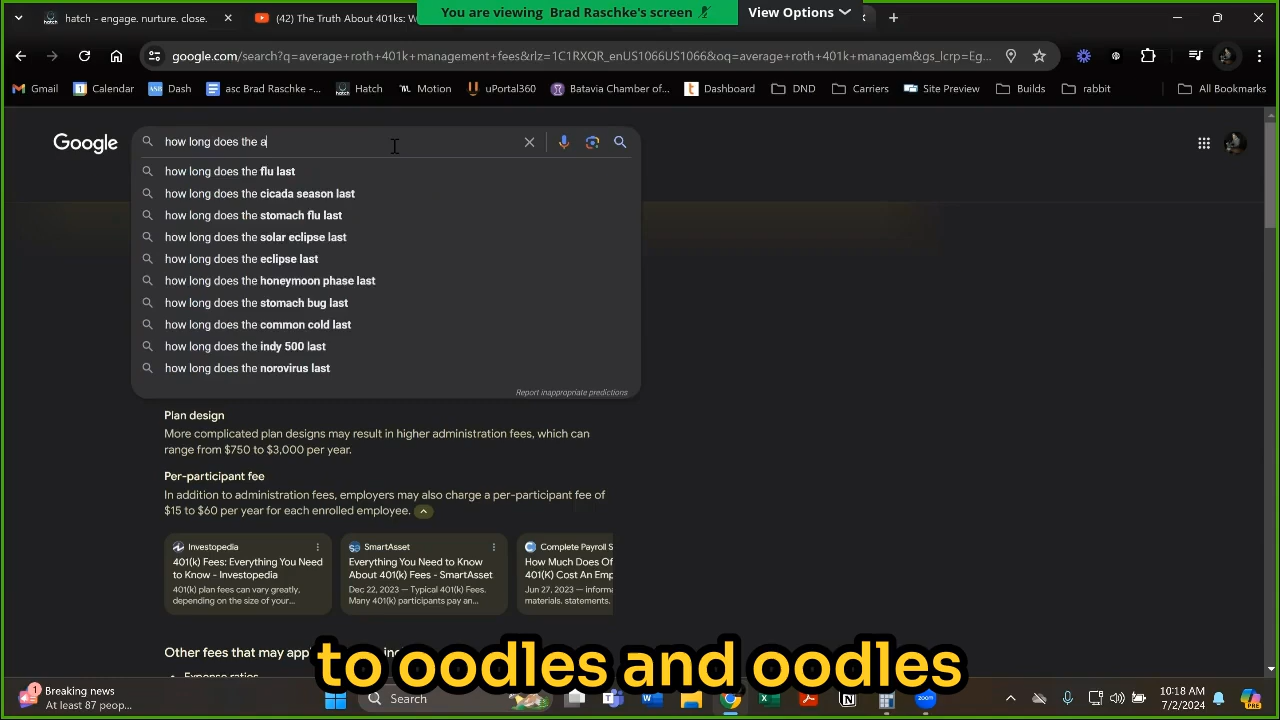 You are viewing Brad Raschke's screen
View Options
hatch - engage. nurture. close.
(42) The Truth About 401ks: W
google.com/search?q=average+roth+401k+management+fees&rlz=1C1RXQR_enUS1066US1066&oq=average+roth+401k+managem&gs_lcrp=Eg...
Gmail
Calendar
Dash
asc Brad Raschke -...
Hatch
Motion
uPortal360
Batavia Chamber of...
Dashboard
DND
Carriers
Site Preview
Builds
rabbit
All Bookmarks
Google
how long does the a
how long does the flu last
how long does the cicada season last
how long does the stomach flu last
how long does the solar eclipse last
how long does the eclipse last
how long does the honeymoon phase last
how long does the stomach bug last
how long does the common cold last
how long does the indy 500 last
how long does the norovirus last
Report inappropriate predictions
Plan design
More complicated plan designs may result in higher administration fees, which can
range from $750 to $3,000 per year.
Per-participant fee
In addition to administration fees, employers may also charge a per-participant fee of
$15 to $60 per year for each enrolled employee.
Investopedia
401(k) Fees: Everything You Need
to Know - Investopedia
401(k) plan fees can vary greatly,
depending on the size of your...
SmartAsset
Everything You Need to Know
About 401(k) Fees - SmartAsset
Dec 22, 2023 — Typical 401(k) Fees.
Many 401(k) participants pay an...
Complete Payroll S
How Much Does Of
401(K) Cost An Emp
Jun 27, 2023 — informa
materials. statements.
Other fees that may app
to oodles and oodles
Breaking news
At least 87 peop...
Search
10:18 AM
7/2/2024